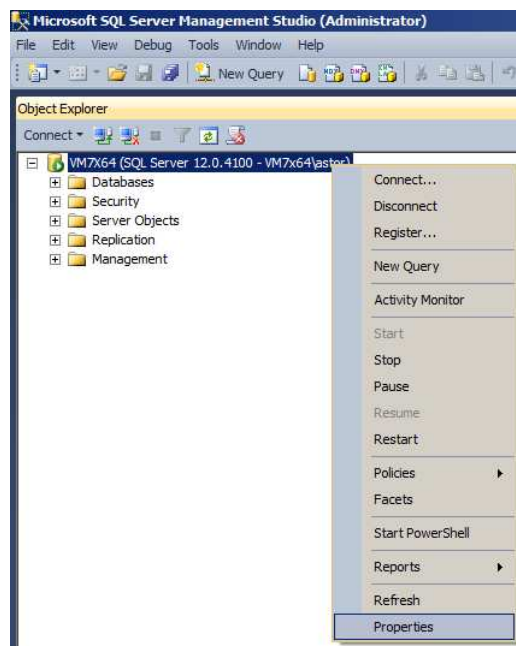 Microsoft SQL Server Management Studio (Administrator)
File Edit View Debug Tools Window Help
New Query
Object Explorer
Connect
VM7X64 (SQL Server 12.0.4100 - VM7x64\astor)
Databases
Security
Server Objects
Replication
Management
Connect...
Disconnect
Register...
New Query
Activity Monitor
Start
Stop
Pause
Resume
Restart
Policies
Facets
Start PowerShell
Reports
Refresh
Properties